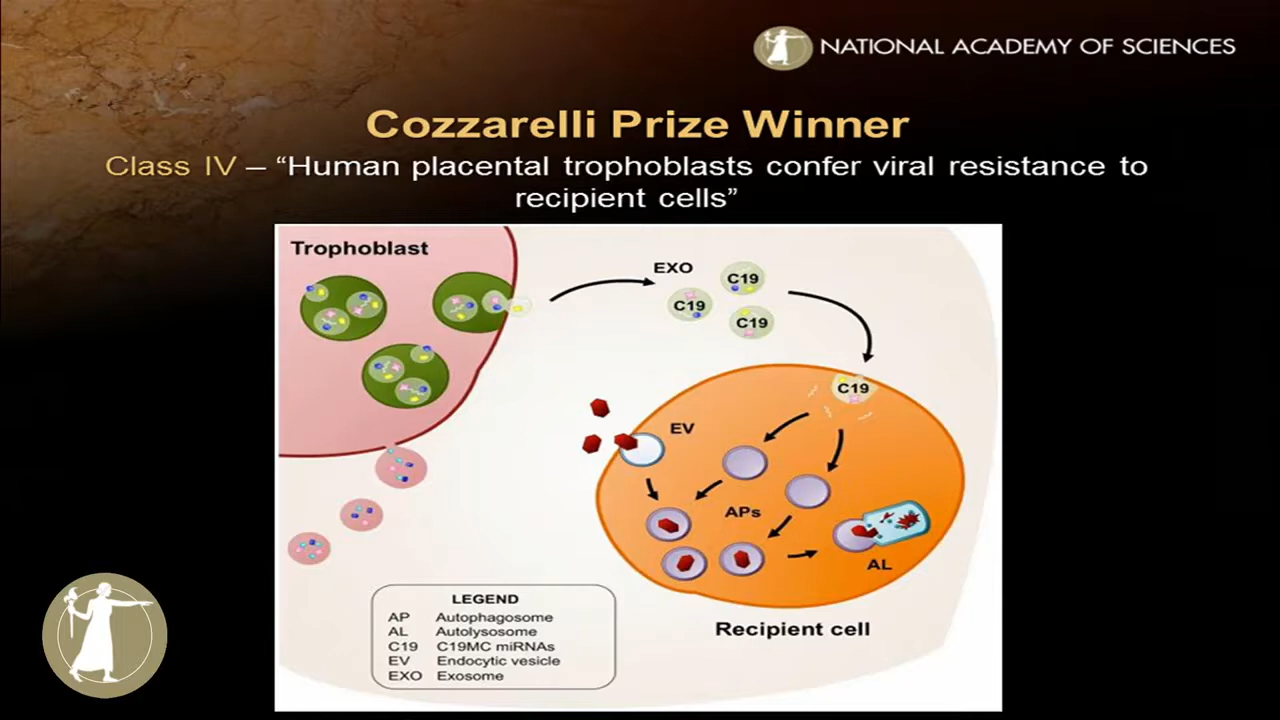 NATIONAL ACADEMY OF SCIENCES
Cozzarelli Prize Winner
Class IV – “Human placental trophoblasts confer viral resistance to
recipient cells”
Trophoblast
EXO
C19
C19
C19
C19
EV
APs
AL
Recipient cell
LEGEND
AP Autophagosome
AL Autolysosome
C19 C19MC miRNAs
EV Endocytic vesicle
EXO Exosome